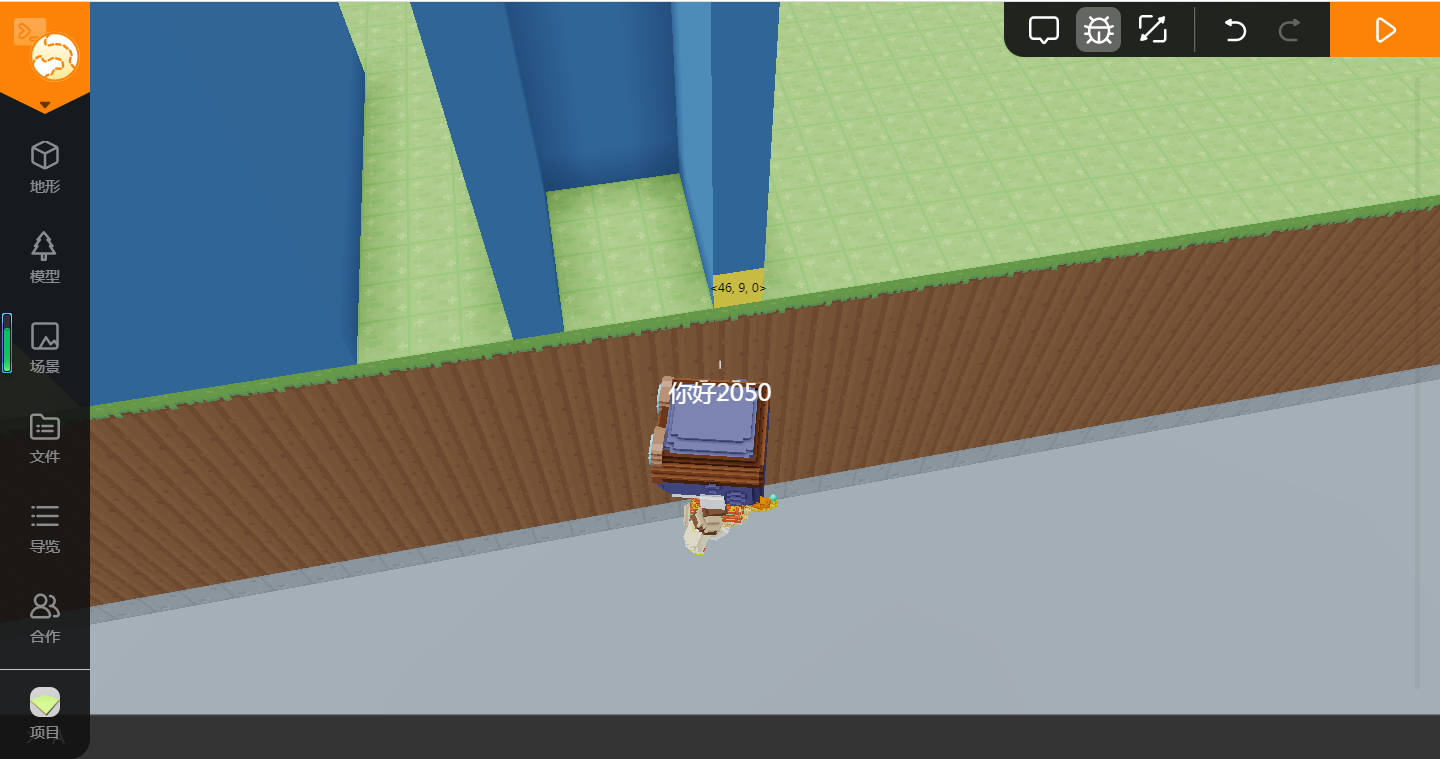 地形
模型
<46, 9, 0>
场景
你好2050
文件
导览
合作
项目